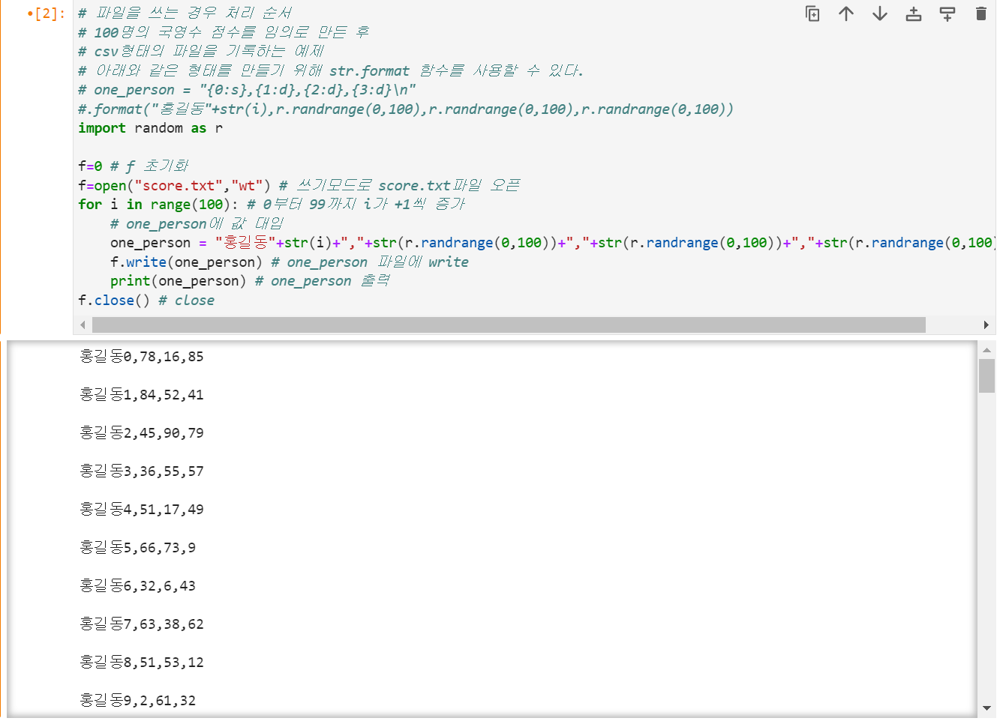 •[2]:
# 파일을 쓰는 경우 처리 순서
# 100명의 국영수 점수를 임의로 만든 후
# csv형태의 파일을 기록하는 예제
# 아래와 같은 형태를 만들기 위해 str.format 함수를 사용할 수 있다.
# one_person = "{0:s},{1:d},{2:d},{3:d}\n"
#.format("홍길동"+str(i),r.randrange(0,100),r.randrange(0,100),r.randrange(0,100))
import random as r
f=0 # f 초기화
f=open("score.txt","wt") # 쓰기모드로 score.txt파일 오픈
for i in range(100): # 0부터 99까지 i가 +1씩 증가
    # one_person에 값 대입
    one_person = "홍길동"+str(i)+","+str(r.randrange(0,100))+","+str(r.randrange(0,100))+","+str(r.randrange(0,100)
    f.write(one_person) # one_person 파일에 write
    print(one_person) # one_person 출력
f.close() # close
홍길동0,78,16,85
홍길동1,84,52,41
홍길동2,45,90,79
홍길동3,36,55,57
홍길동4,51,17,49
홍길동5,66,73,9
홍길동6,32,6,43
홍길동7,63,38,62
홍길동8,51,53,12
홍길동9,2,61,32